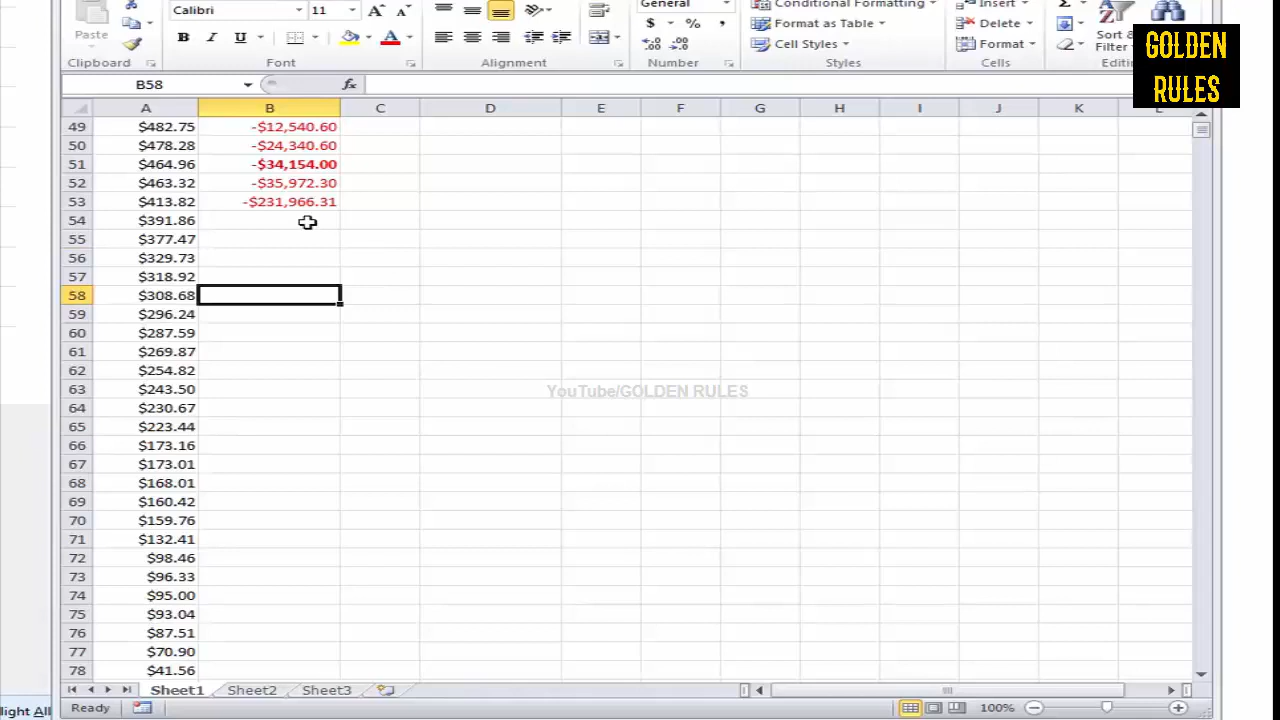 Calibri 11 General Conditional Formatting Insert
Paste $ % Format as Table Delete Sort &
B I U Cell Styles Format Filter
Clipboard Font Alignment Number Styles Cells Editin
GOLDEN
RULES
B58 fx
A B C D E F G H I J K L
49 $482.75 -$12,540.60
50 $478.28 -$24,340.60
51 $464.96 -$34,154.00
52 $463.32 -$35,972.30
53 $413.82 -$231,966.31
54 $391.86
55 $377.47
56 $329.73
57 $318.92
58 $308.68
59 $296.24
60 $287.59
61 $269.87
62 $254.82
63 $243.50
YouTube/GOLDEN RULES
64 $230.67
65 $223.44
66 $173.16
67 $173.01
68 $168.01
69 $160.42
70 $159.76
71 $132.41
72 $98.46
73 $96.33
74 $95.00
75 $93.04
76 $87.51
77 $70.90
78 $41.56
Sheet1 Sheet2 Sheet3
light All
Ready 100%